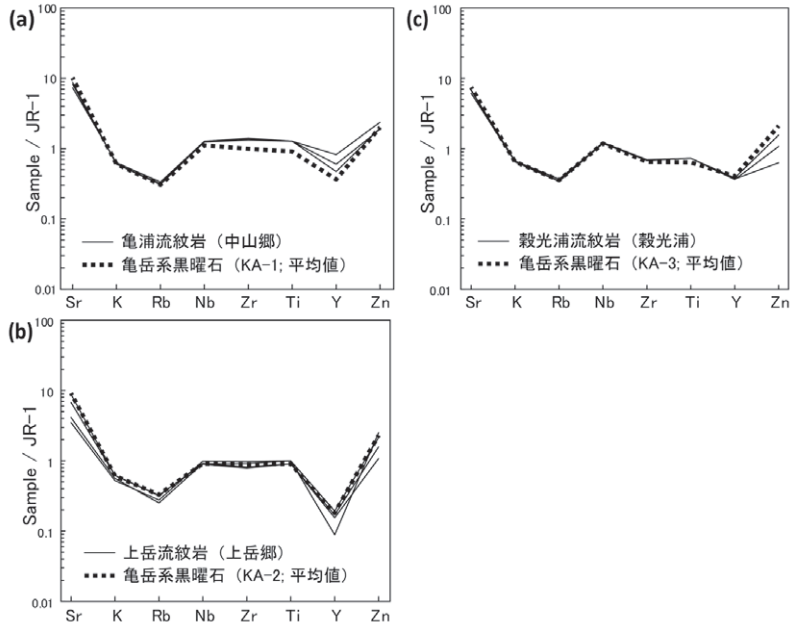 (a)
100
10
1
0.1
0.01
Sample / JR-1
亀浦流紋岩（中山郷）
亀岳系黒曜石（KA-1; 平均値）
Sr K Rb Nb Zr Ti Y Zn
(b)
100
10
1
0.1
0.01
Sample / JR-1
上岳流紋岩（上岳郷）
亀岳系黒曜石（KA-2; 平均値）
Sr K Rb Nb Zr Ti Y Zn
(c)
100
10
1
0.1
0.01
Sample / JR-1
穀光浦流紋岩（穀光浦）
亀岳系黒曜石（KA-3; 平均値）
Sr K Rb Nb Zr Ti Y Zn